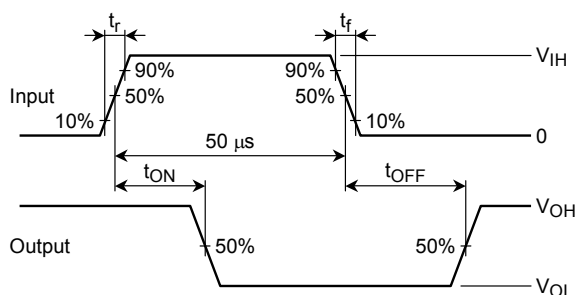 tr
tf
VIH
90%
90%
Input
50%
50%
10%
10%
0
50 μs
tON
tOFF
VOH
Output
50%
50%
VOL